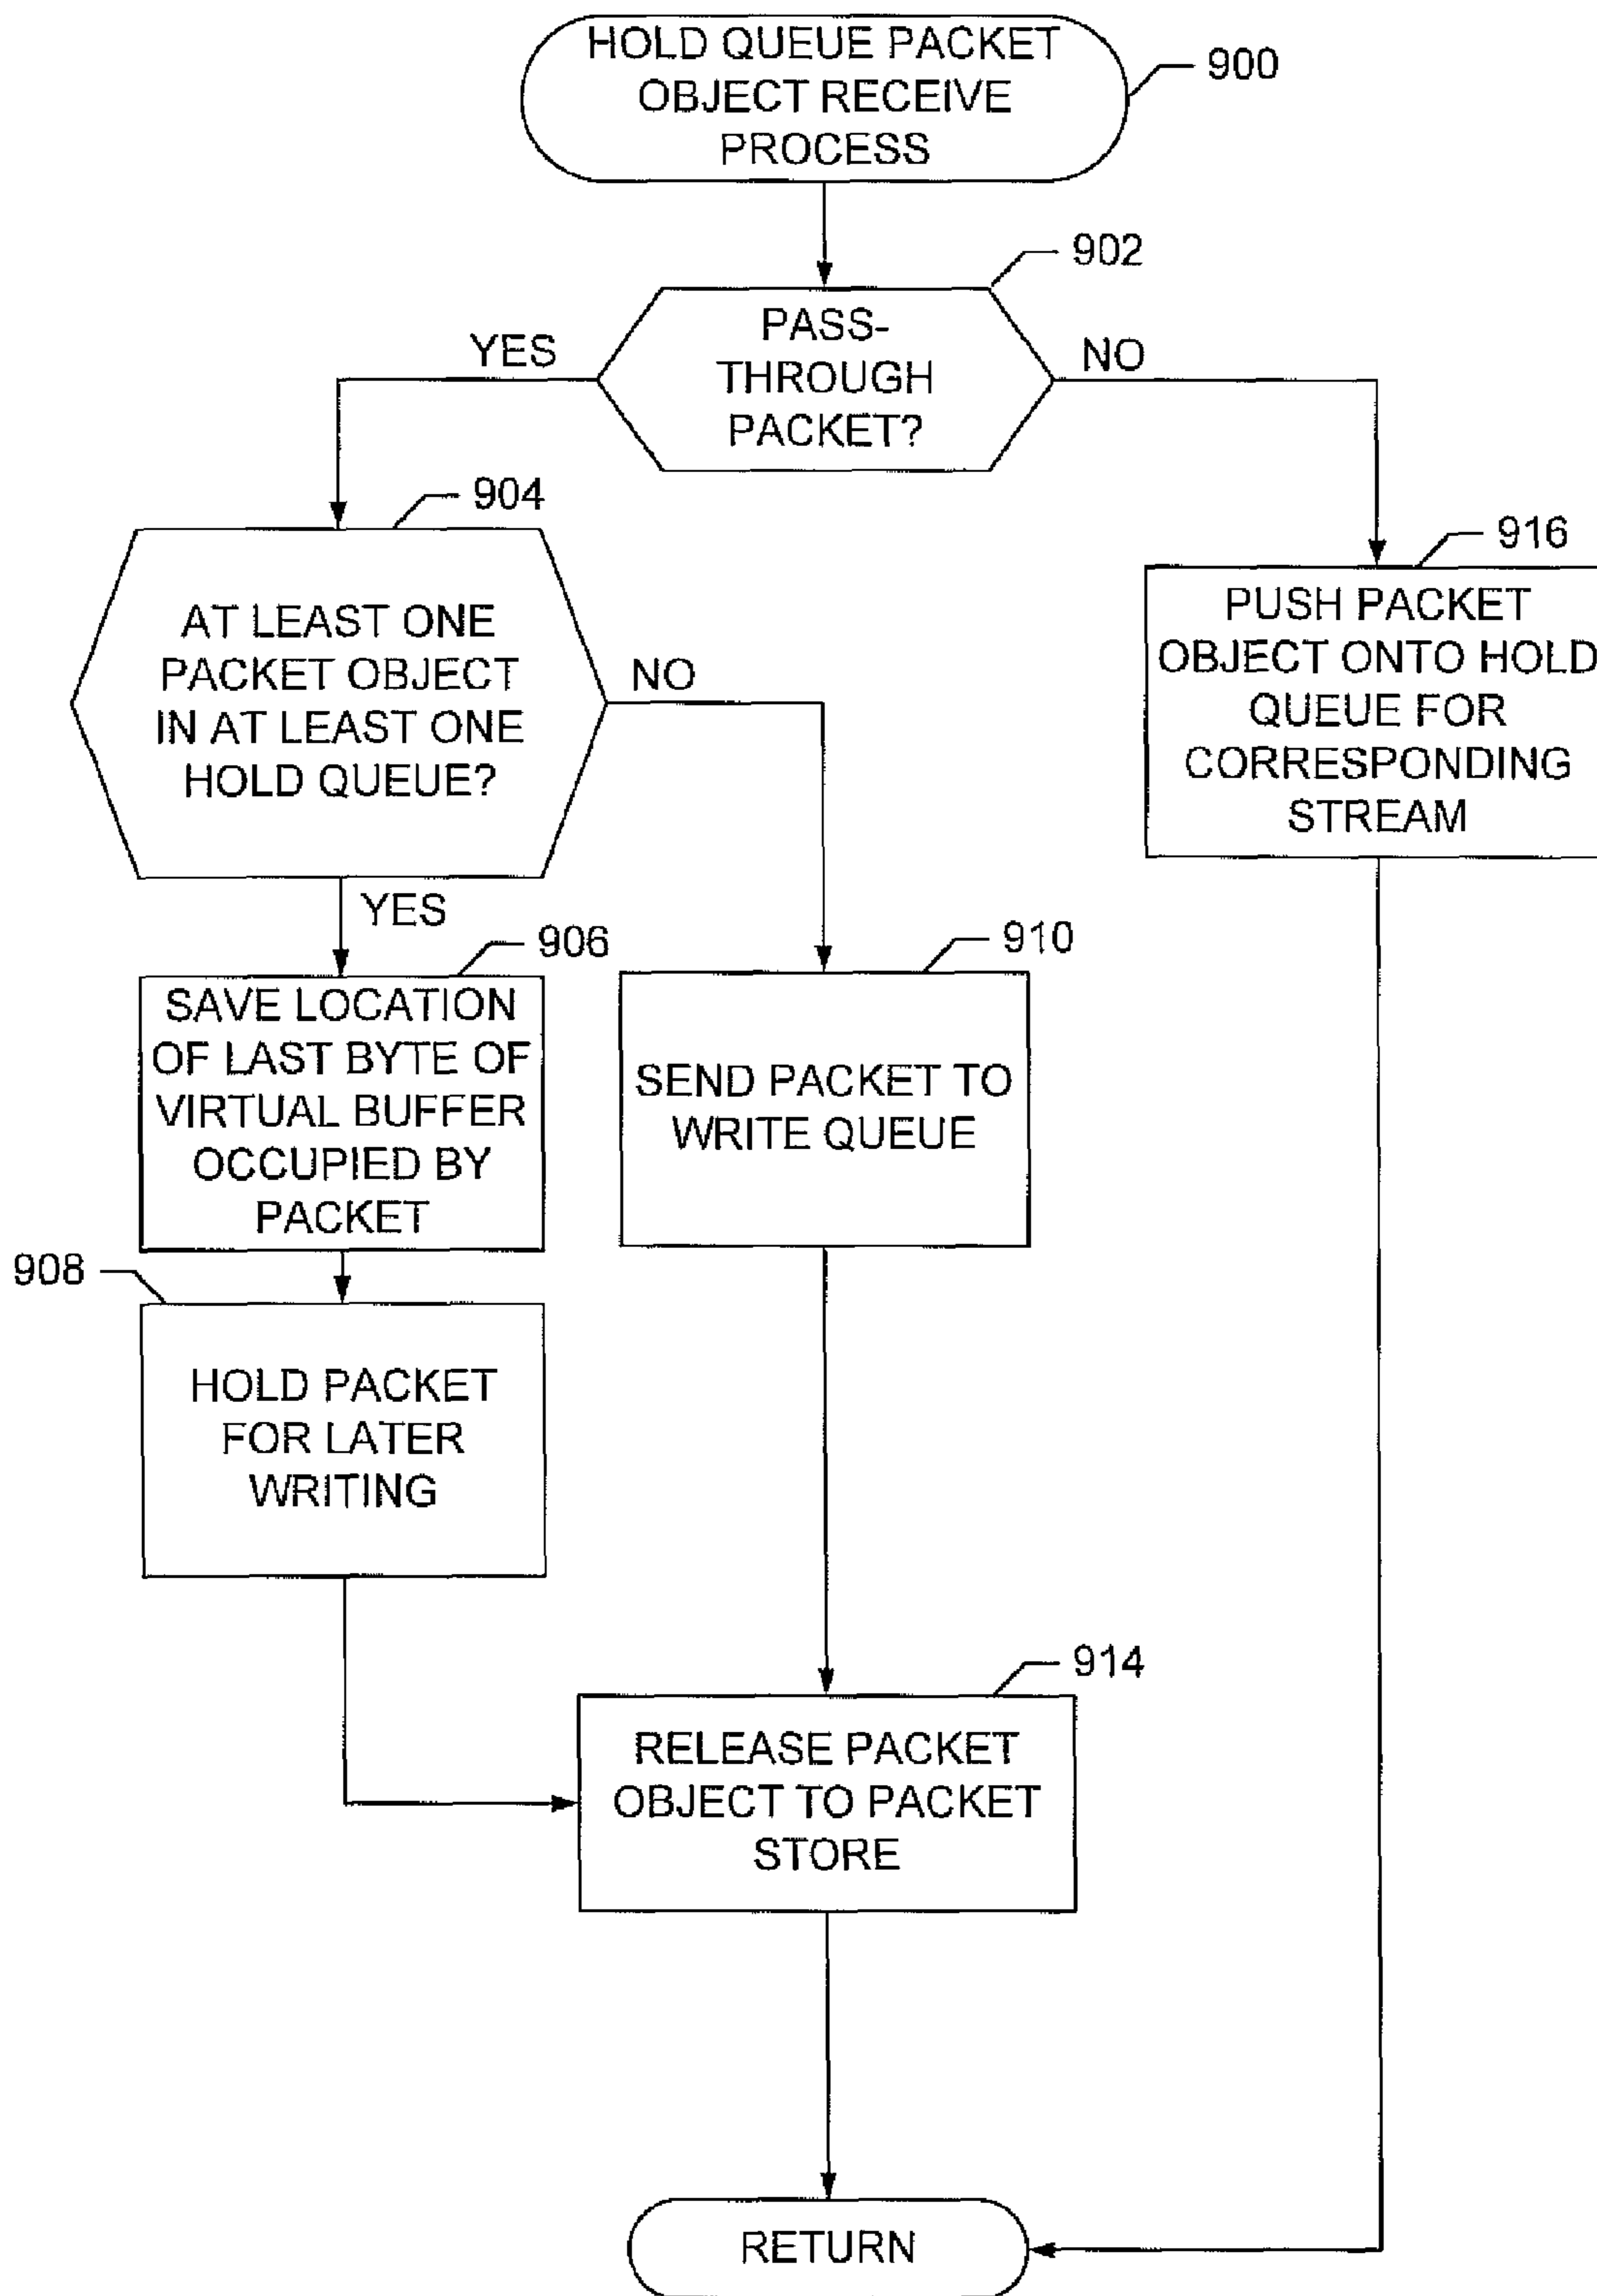 HOLD QUEUE PACKET
OBJECT RECEIVE
PROCESS
900
902
PASS-
THROUGH
PACKET?
YES
NO
904
AT LEAST ONE
PACKET OBJECT
IN AT LEAST ONE
HOLD QUEUE?
NO
YES
916
PUSH PACKET
OBJECT ONTO HOLD
QUEUE FOR
CORRESPONDING
STREAM
906
SAVE LOCATION
OF LAST BYTE OF
VIRTUAL BUFFER
OCCUPIED BY
PACKET
910
SEND PACKET TO
WRITE QUEUE
908
HOLD PACKET
FOR LATER
WRITING
914
RELEASE PACKET
OBJECT TO PACKET
STORE
RETURN